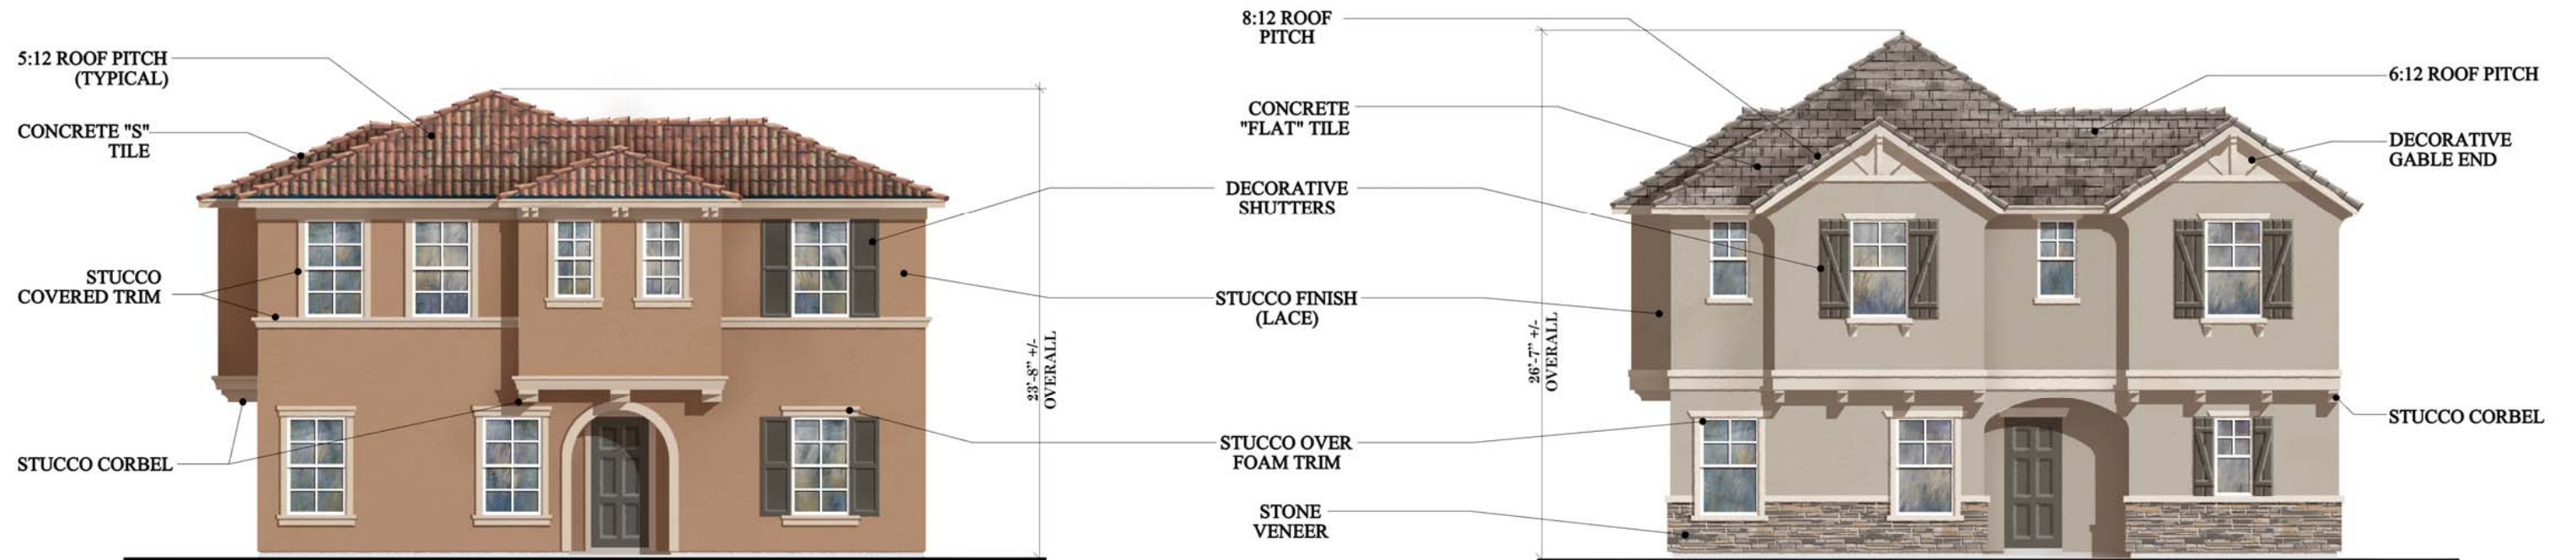 5:12 ROOF PITCH
(TYPICAL)
CONCRETE "S"
TILE
STUCCO
COVERED TRIM
STUCCO CORBEL
23'-8" +/-
OVERALL
8:12 ROOF
PITCH
CONCRETE
"FLAT" TILE
DECORATIVE
SHUTTERS
STUCCO FINISH
(LACE)
STUCCO OVER
FOAM TRIM
STONE
VENEER
26'-7" +/-
OVERALL
6:12 ROOF PITCH
DECORATIVE
GABLE END
STUCCO CORBEL